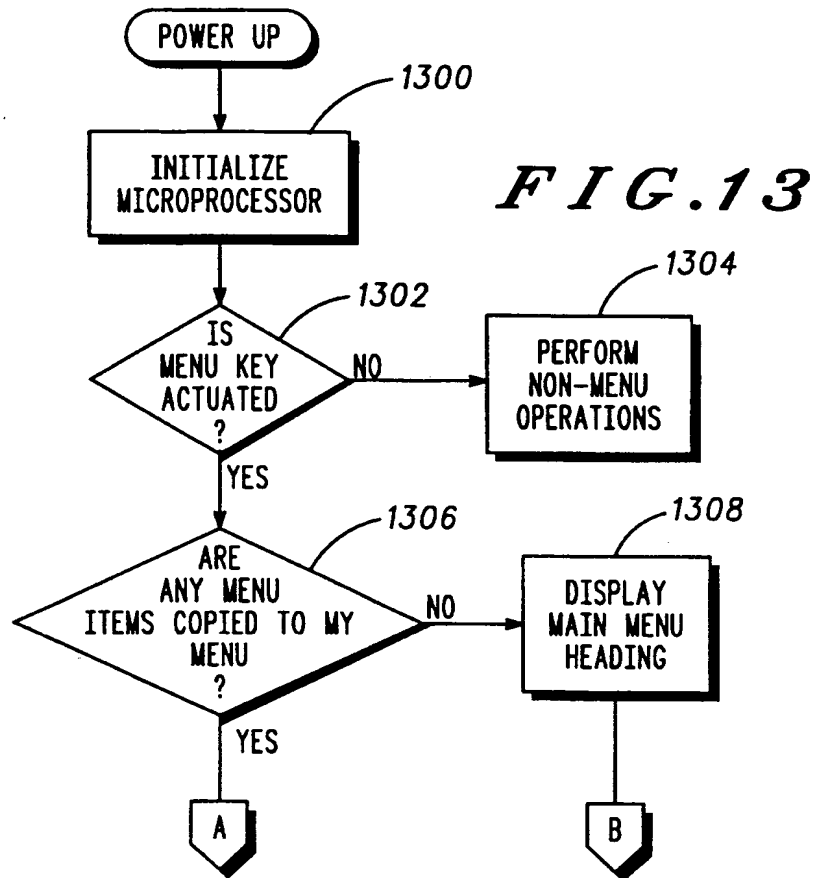 POWER UP
1300
INITIALIZE
MICROPROCESSOR
FIG.13
1302
IS
MENU KEY
ACTUATED
?
NO
1304
PERFORM
NON-MENU
OPERATIONS
YES
1306
ARE
ANY MENU
ITEMS COPIED TO MY
MENU
?
NO
1308
DISPLAY
MAIN MENU
HEADING
YES
A
B